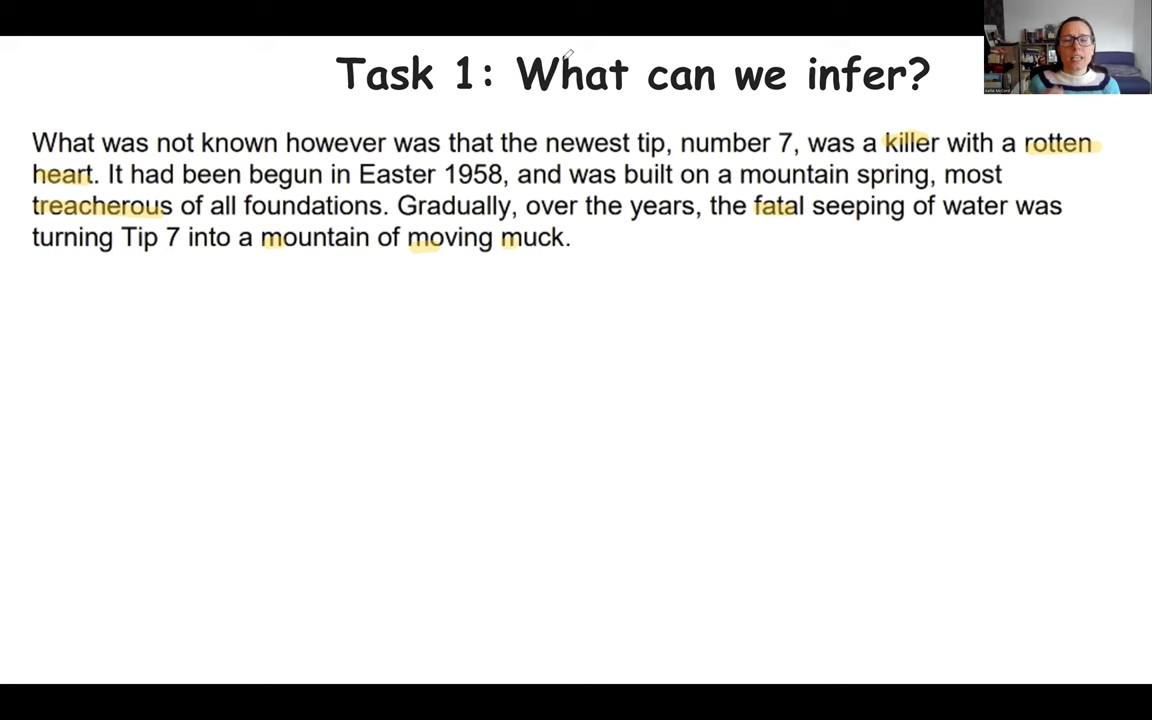 Task 1: What can we infer?
What was not known however was that the newest tip, number 7, was a killer with a rotten
heart. It had been begun in Easter 1958, and was built on a mountain spring, most
treacherous of all foundations. Gradually, over the years, the fatal seeping of water was
turning Tip 7 into a mountain of moving muck.